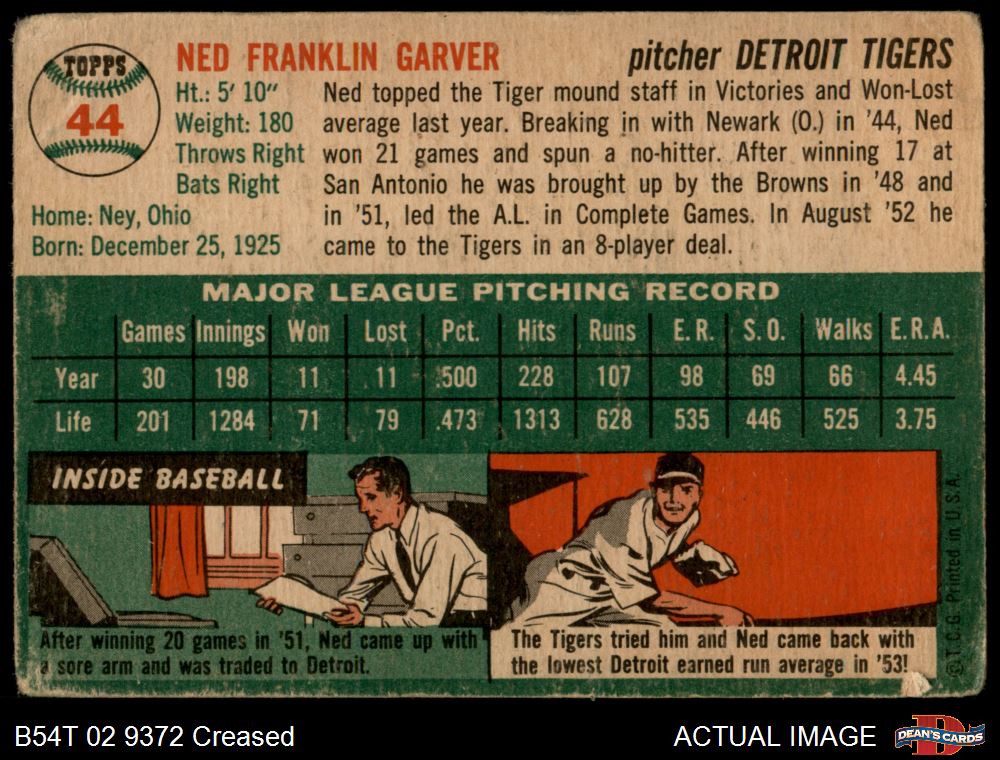 TOPPS
44
NED FRANKLIN GARVER
pitcher DETROIT TIGERS
Ht.: 5' 10"
Weight: 180
Throws Right
Bats Right
Home: Ney, Ohio
Born: December 25, 1925
Ned topped the Tiger mound staff in Victories and Won-Lost
average last year. Breaking in with Newark (O.) in '44, Ned
won 21 games and spun a no-hitter. After winning 17 at
San Antonio he was brought up by the Browns in '48 and
in '51, led the A.L. in Complete Games. In August '52 he
came to the Tigers in an 8-player deal.
MAJOR LEAGUE PITCHING RECORD
Games Innings Won Lost Pct. Hits Runs E.R. S.O. Walks E.R.A.
Year 30 198 11 11 .500 228 107 98 69 66 4.45
Life 201 1284 71 79 .473 1313 628 535 446 525 3.75
INSIDE BASEBALL
After winning 20 games in '51, Ned came up with
a sore arm and was traded to Detroit.
The Tigers tried him and Ned came back with
the lowest Detroit earned run average in '53!
© T.C.G. Printed in U.S.A.
B54T 02 9372 Creased
ACTUAL IMAGE
D
DEAN'S CARDS